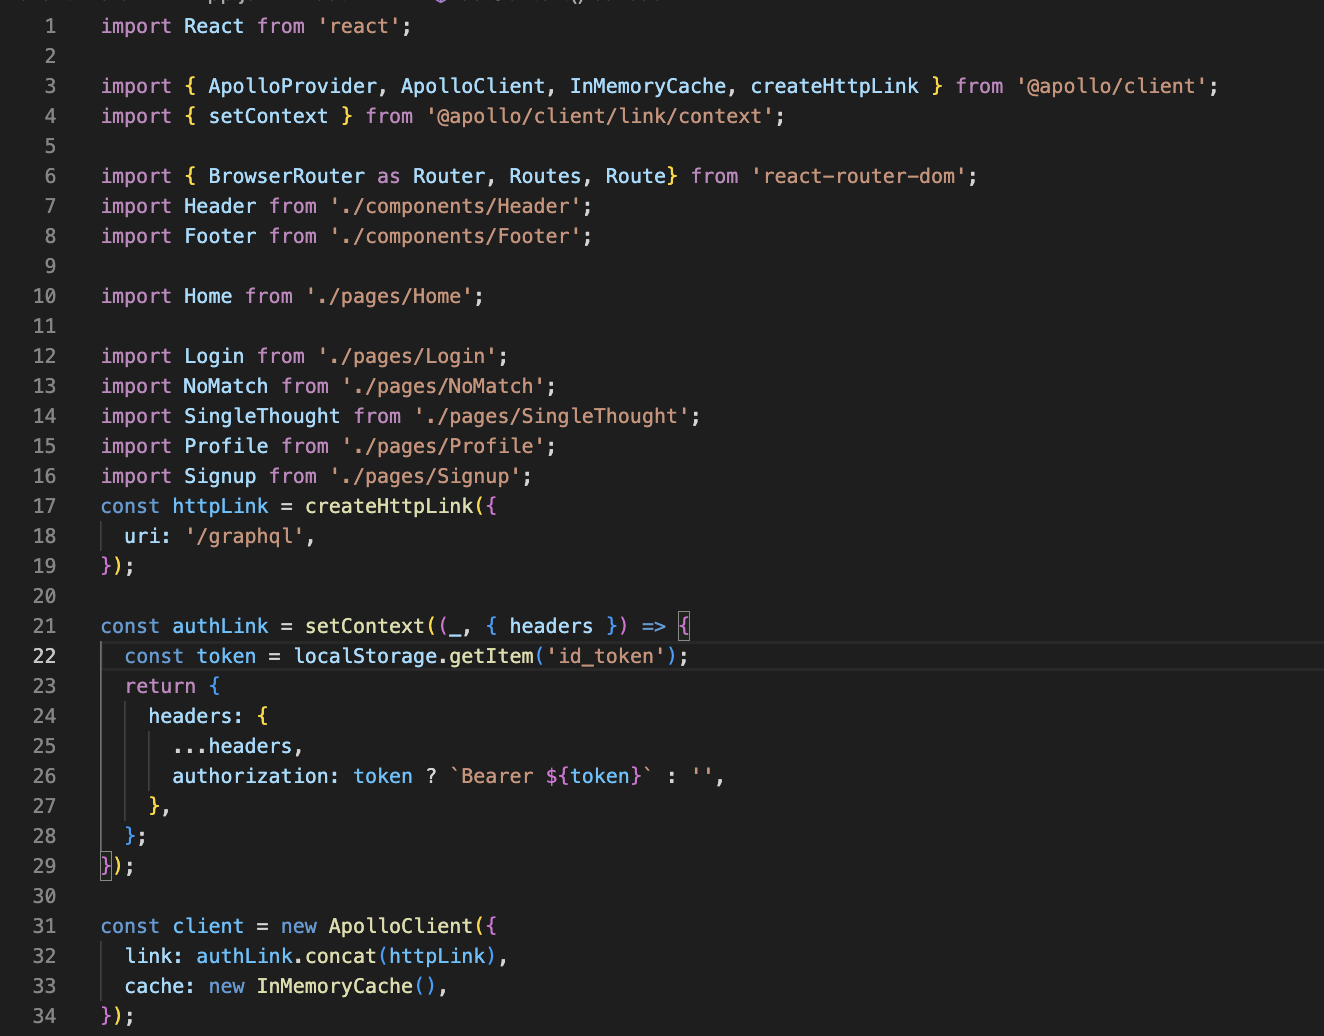 1 import React from 'react';
2
3 import { ApolloProvider, ApolloClient, InMemoryCache, createHttpLink } from '@apollo/client';
4 import { setContext } from '@apollo/client/link/context';
5
6 import { BrowserRouter as Router, Routes, Route} from 'react-router-dom';
7 import Header from './components/Header';
8 import Footer from './components/Footer';
9
10 import Home from './pages/Home';
11
12 import Login from './pages/Login';
13 import NoMatch from './pages/NoMatch';
14 import SingleThought from './pages/SingleThought';
15 import Profile from './pages/Profile';
16 import Signup from './pages/Signup';
17 const httpLink = createHttpLink({
18   uri: '/graphql',
19 });
20
21 const authLink = setContext((_, { headers }) => {
22   const token = localStorage.getItem('id_token');
23   return {
24     headers: {
25       ...headers,
26       authorization: token ? `Bearer ${token}` : '',
27     },
28   };
29 });
30
31 const client = new ApolloClient({
32   link: authLink.concat(httpLink),
33   cache: new InMemoryCache(),
34 });